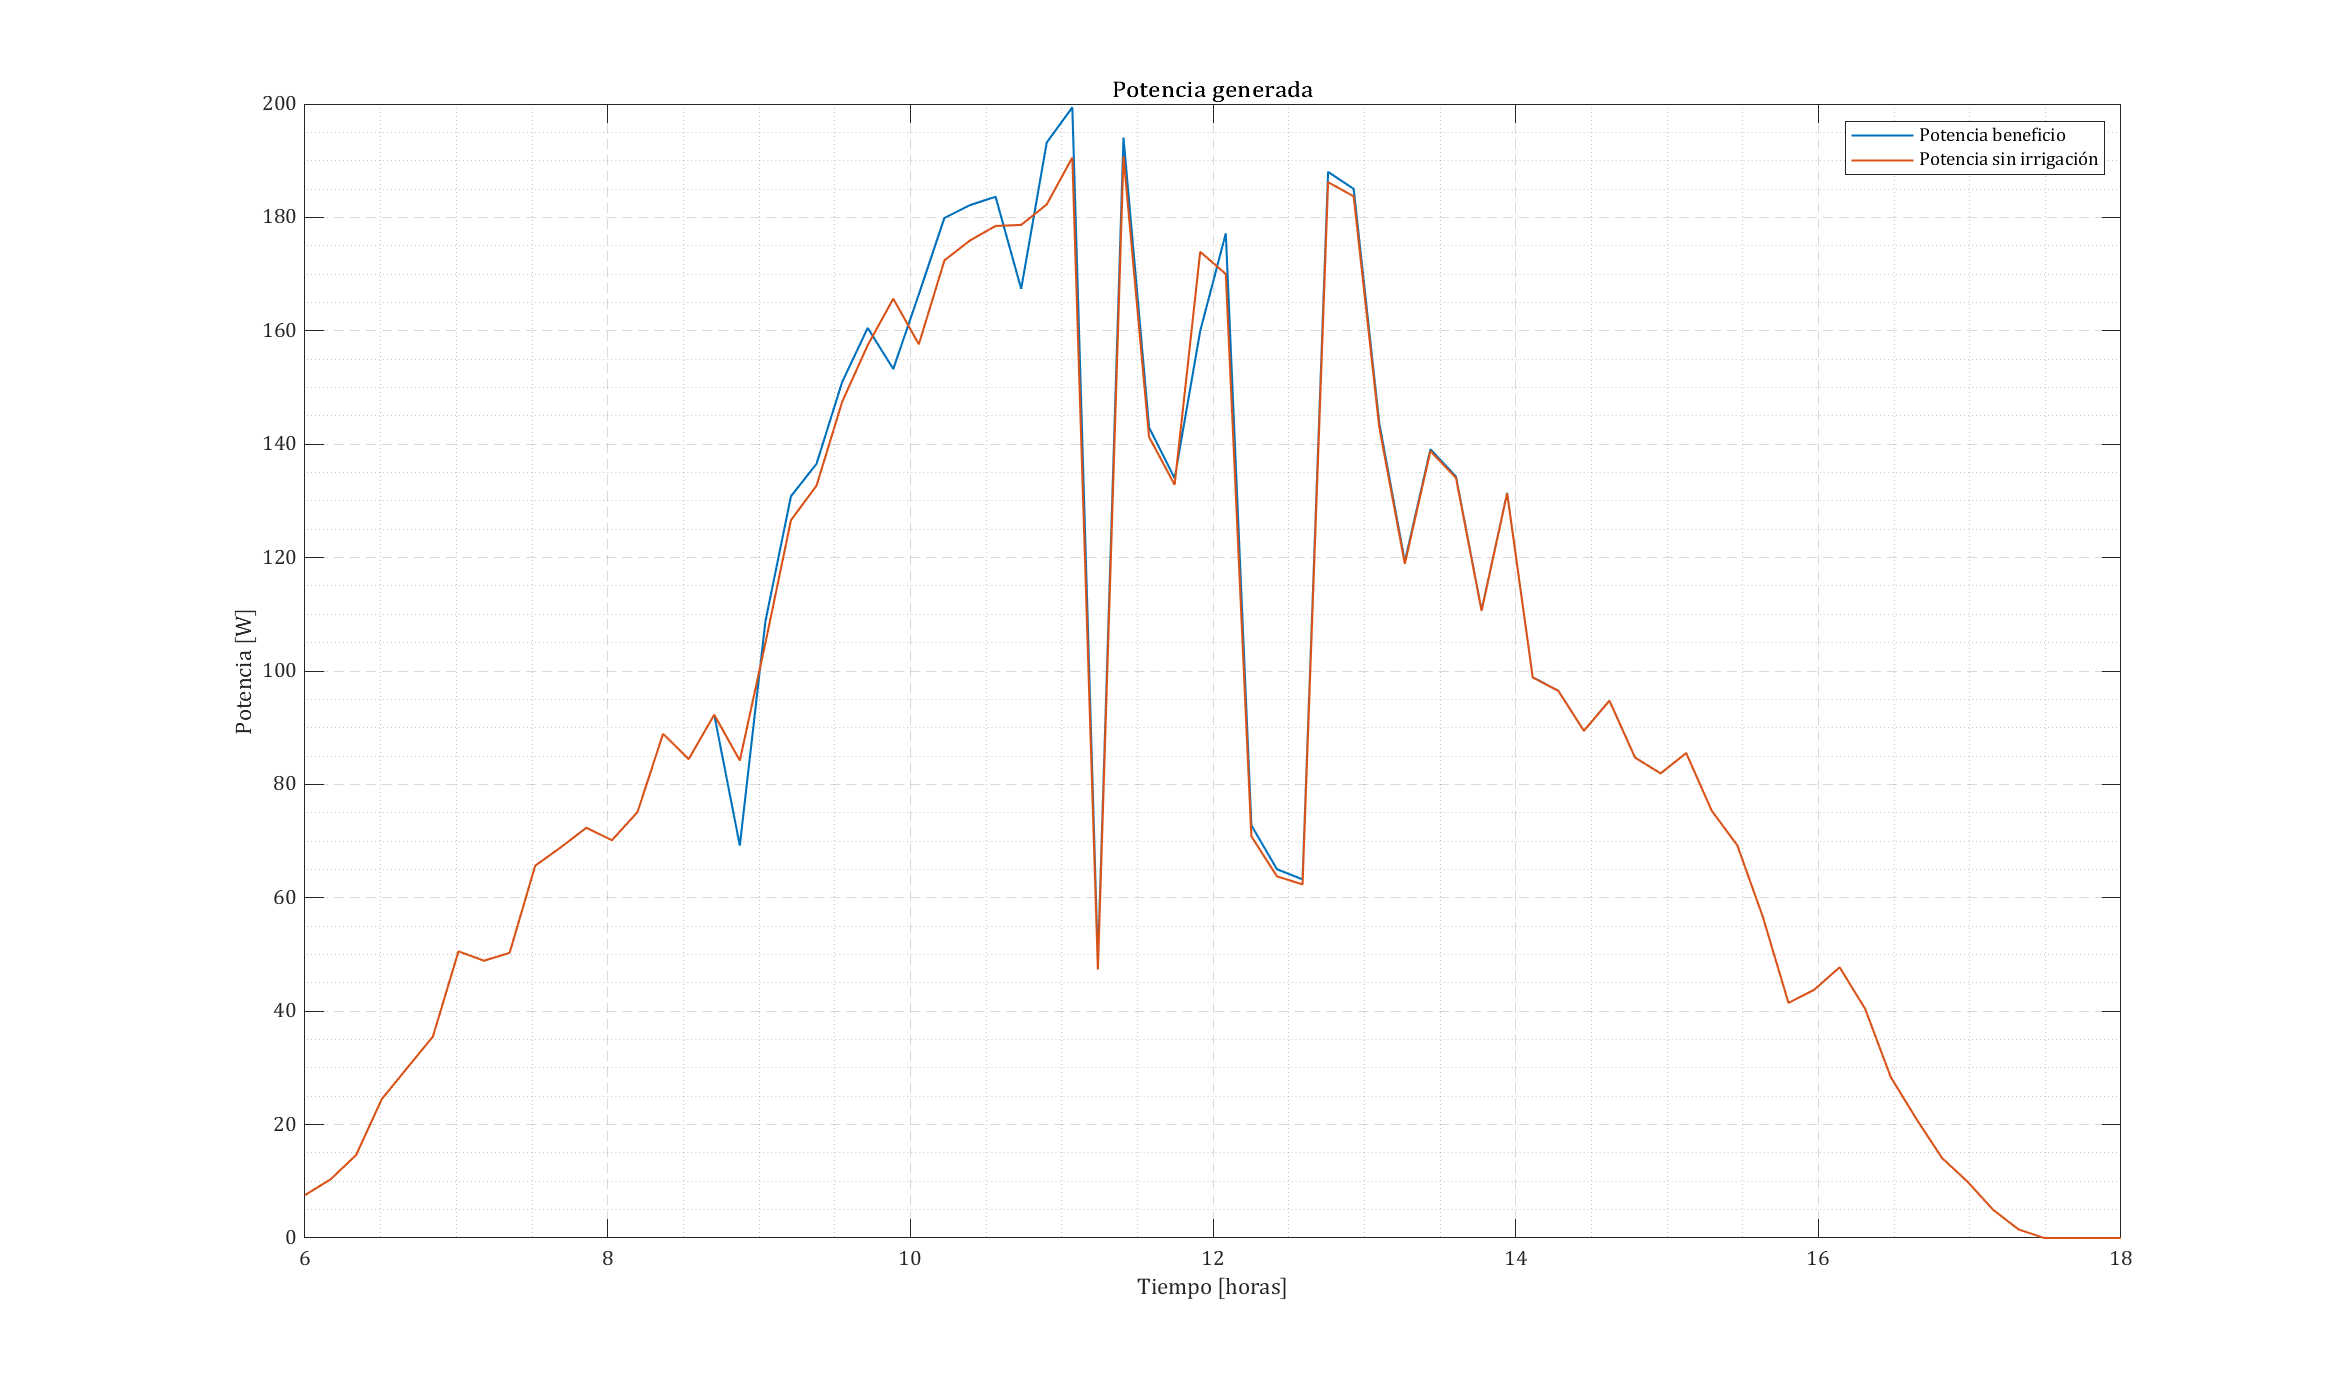 Potencia generada
200
180
160
140
120
100
80
60
40
20
0
Potencia [W]
Potencia beneficio
Potencia sin irrigación
6 8 10 12 14 16 18
Tiempo [horas]